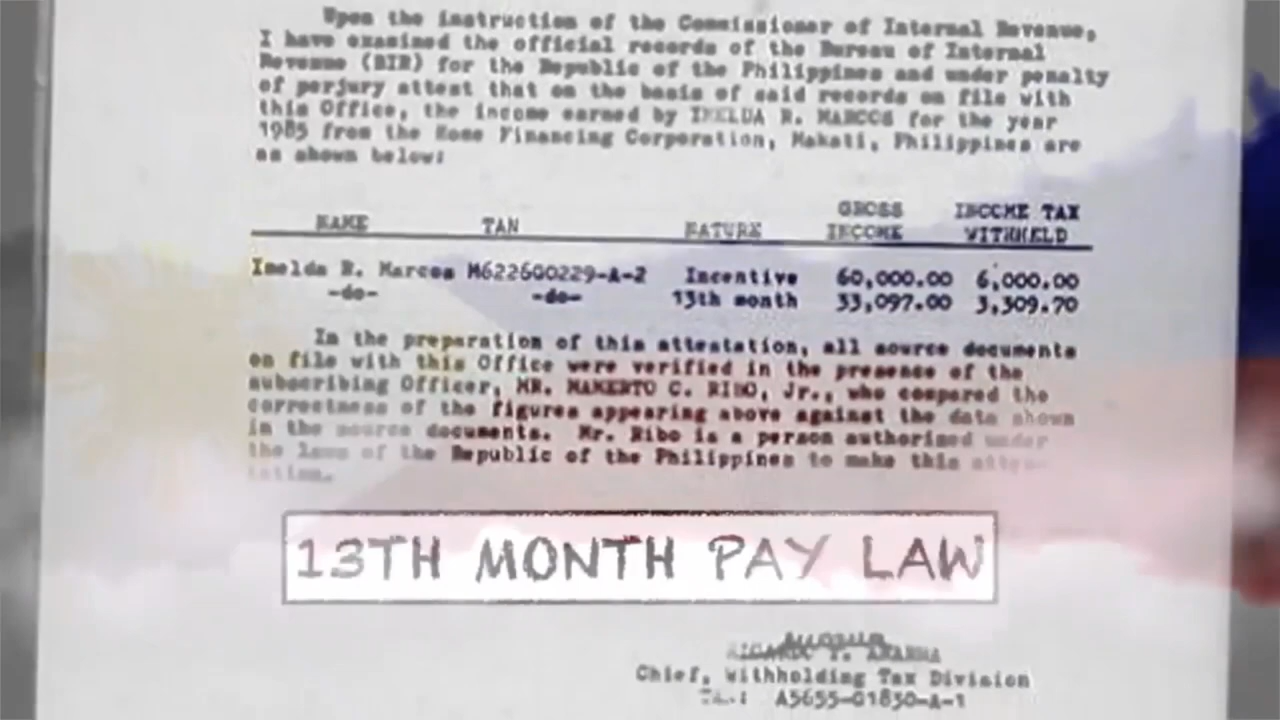 Upon the instruction of the Commissioner of Internal Revenue,
I have examined the official records of the Bureau of Internal
Revenue (BIR) for the Republic of the Philippines and under penalty
of perjury attest that on the basis of said records on file with
this Office, the income earned by IMELDA R. MARCOS for the year
1985 from the Home Financing Corporation, Makati, Philippines are
as shown below:
GROSS INCOME TAX
NAME TAN NATURE INCOME WITHHELD
Imelda R. Marcos M6226G0229-A-2 Incentive 60,000.00 6,000.00
-do- -do- 13th month 33,097.00 3,309.70
In the preparation of this attestation, all source documents
on file with this Office were verified in the presence of the
subscribing Officer, MR. MAMERTO C. RIBO, Jr., who compared the
correctness of the figures appearing above against the data shown
in the source documents. Mr. Ribo is a person authorized under
the laws of the Republic of the Philippines to make this attes-
tation.
13TH MONTH PAY LAW
Chief, Withholding Tax Division
A5655-G1850-A-1